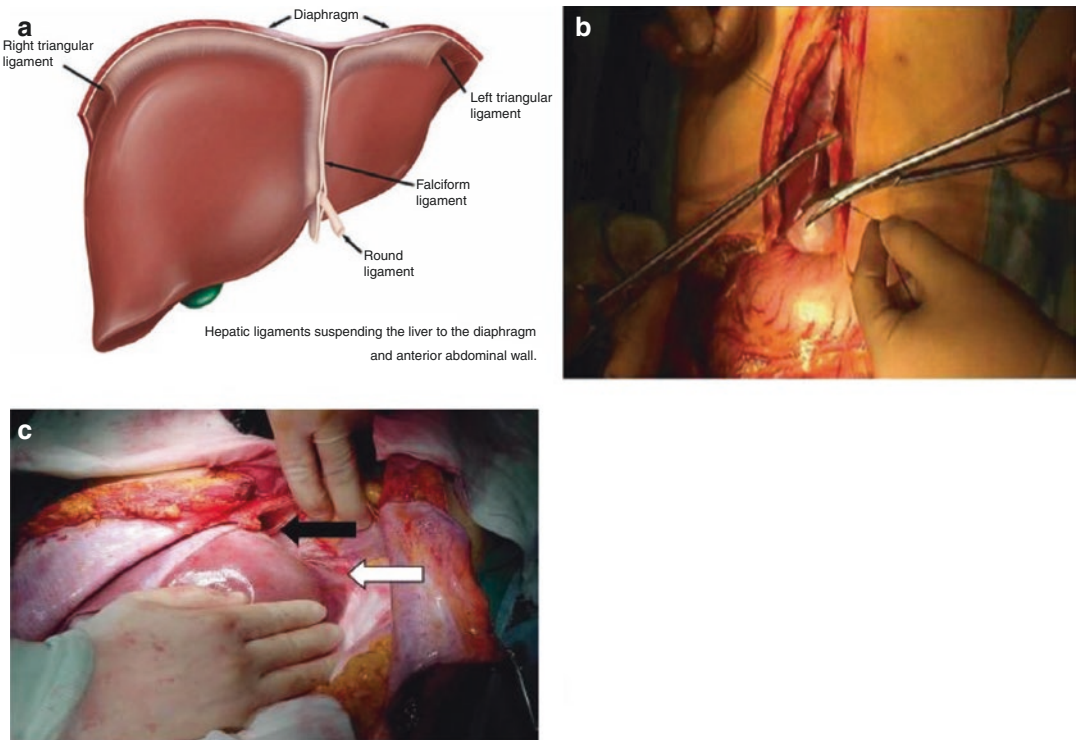 a
Diaphragm
Right triangular
ligament
Left triangular
ligament
Falciform
ligament
Round
ligament
Hepatic ligaments suspending the liver to the diaphragm
and anterior abdominal wall.
b
c